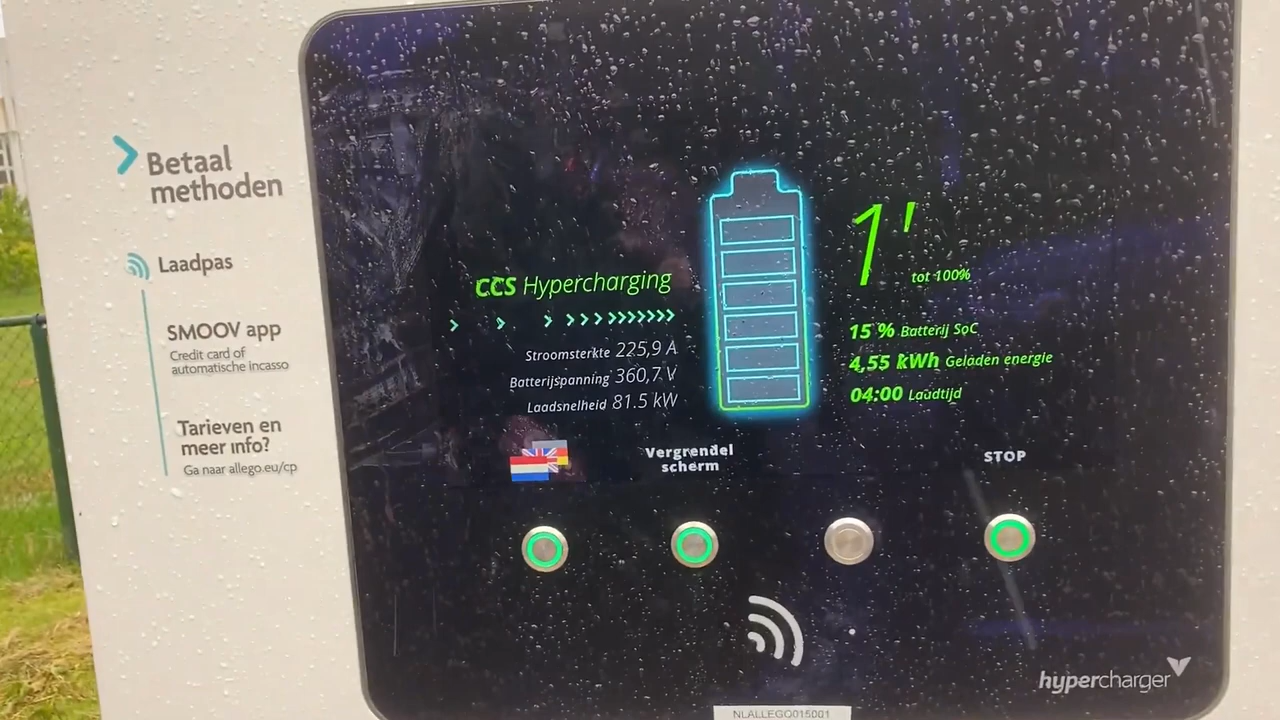 Betaal
methoden
Laadpas
SMOOV app
Credit card of
automatische incasso
Tarieven en
meer info?
Ga naar allego.eu/cp
CCS Hypercharging
Stroomsterkte 225,9 A
Batterijspanning 360,7 V
Laadsnelheid 81.5 kW
1'
tot 100%
15 % Batterij SoC
4,55 kWh Geladen energie
04:00 Laadtijd
Vergrendel
scherm
STOP
hypercharger
NLALLEGO015001